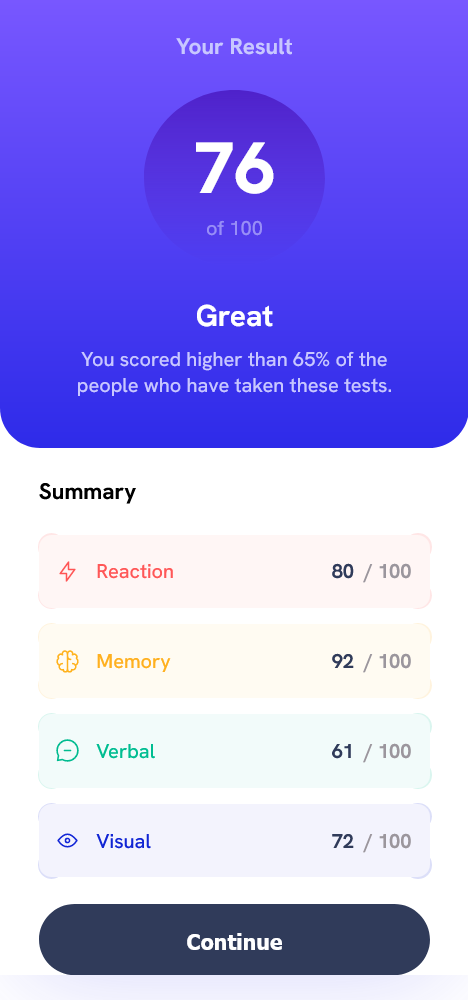 Your Result
76
of 100
Great
You scored higher than 65% of the
people who have taken these tests.
Summary
Reaction 80 / 100
Memory 92 / 100
Verbal 61 / 100
Visual 72 / 100
Continue